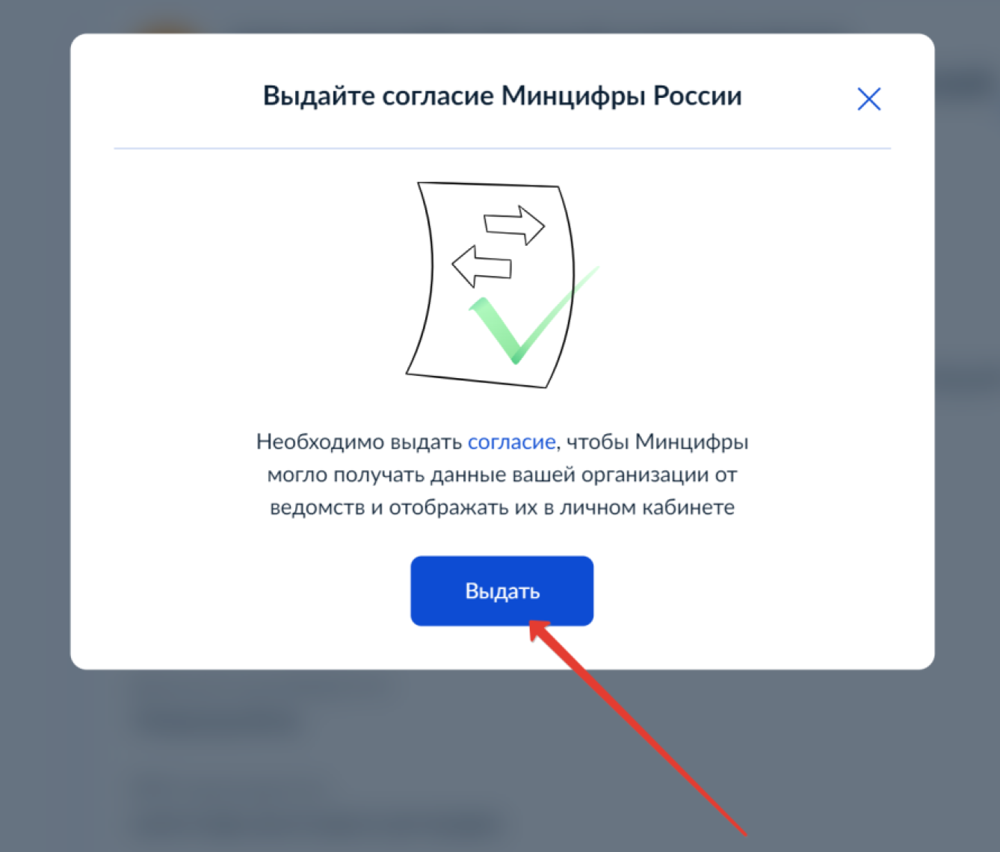 Выдайте согласие Минцифры России
Необходимо выдать согласие, чтобы Минцифры
могло получать данные вашей организации от
ведомств и отображать их в личном кабинете
Выдать